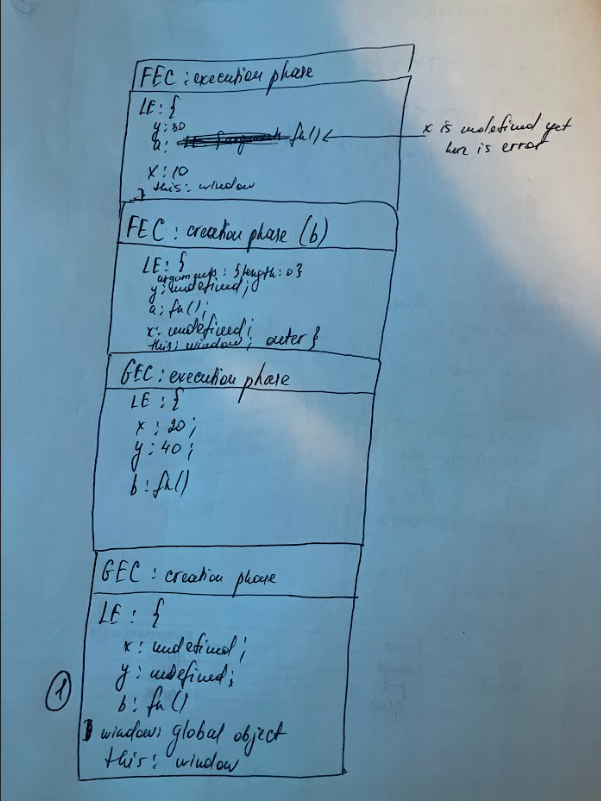 FEC : execution phase
LE : {
y : 30
a : fn()
x : 10
this : window
}
x is undefined yet
here is error
FEC : creation phase (b)
LE : {
arguments : {length : 0}
y : undefined;
a : fn();
x : undefined;
this : window; outer }
GEC : execution phase
LE : {
x : 20;
y : 40;
b : fn()
GEC : creation phase
LE : {
x : undefined;
y : undefined;
b : fn()
window: global object
this : window
1